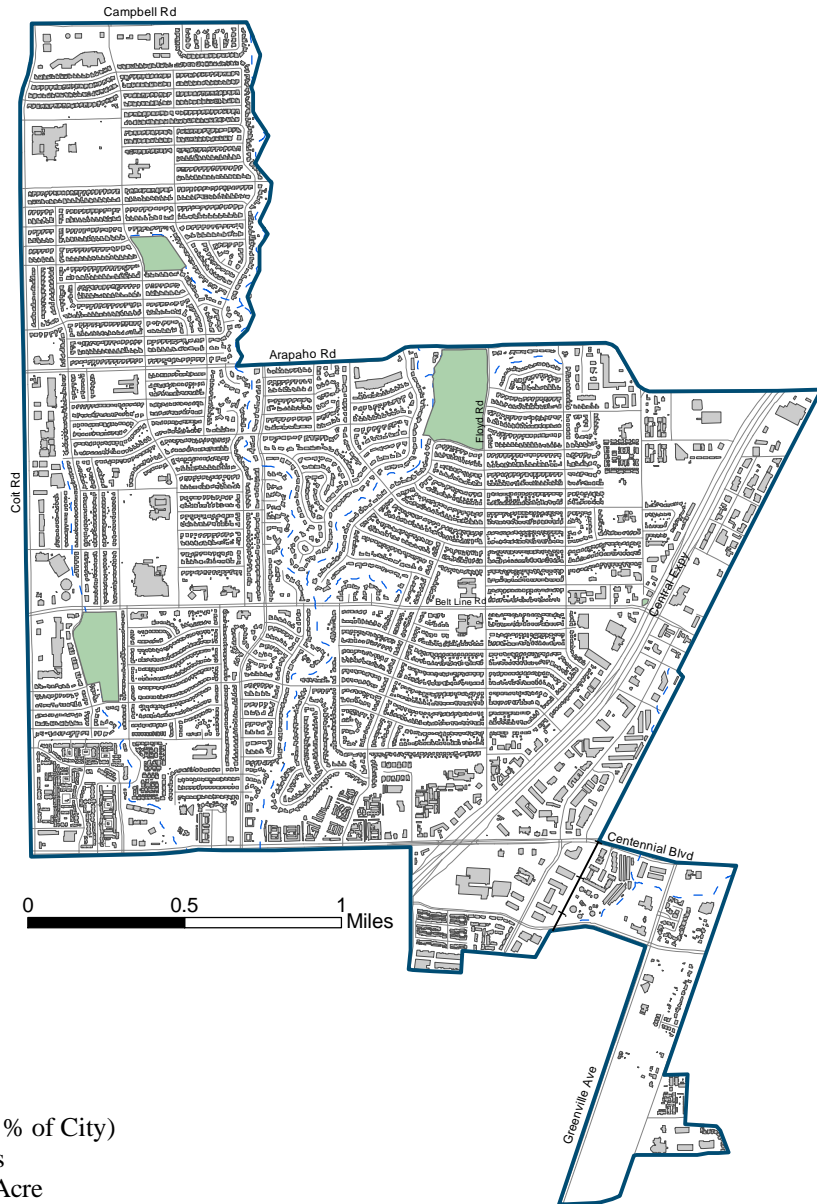 Campbell Rd
Arapaho Rd
Floyd Rd
Coit Rd
Central Expy
Belt Line Rd
Centennial Blvd
0 0.5 1
Miles
Greenville Ave
% of City)
s
Acre